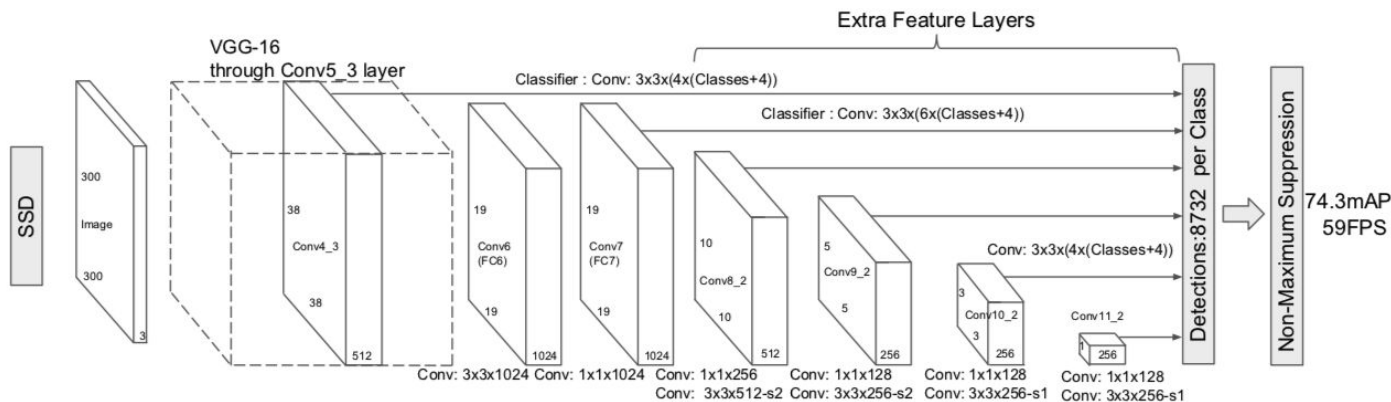 Extra Feature Layers
VGG-16
through Conv5_3 layer
Classifier : Conv: 3x3x(4x(Classes+4))
Classifier : Conv: 3x3x(6x(Classes+4))
SSD
300
Image
300
3
38
Conv4_3
38
512
19
Conv6
(FC6)
19
1024
19
Conv7
(FC7)
19
1024
10
Conv8_2
10
512
5
Conv9_2
5
256
Conv: 3x3x(4x(Classes+4))
3
Conv10_2
3
256
Conv11_2
1
256
Detections:8732 per Class
Non-Maximum Suppression
74.3mAP
59FPS
Conv: 3x3x1024
Conv: 1x1x1024
Conv: 1x1x256
Conv: 3x3x512-s2
Conv: 1x1x128
Conv: 3x3x256-s2
Conv: 1x1x128
Conv: 3x3x256-s1
Conv: 1x1x128
Conv: 3x3x256-s1